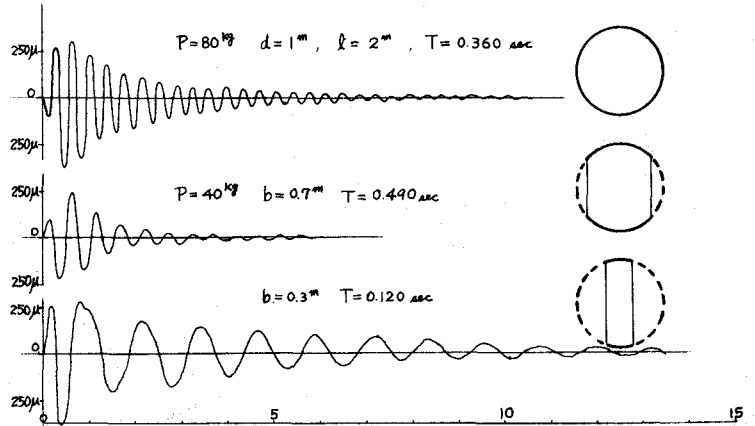 250μ
P=80kg d=1m, l=2m, T=0.360 sec
0
250μ
250μ
P=40kg b=0.7m T=0.490 sec
0
250μ
b=0.3m T=0.120 sec
250μ
0
250μ
0 5 10 15